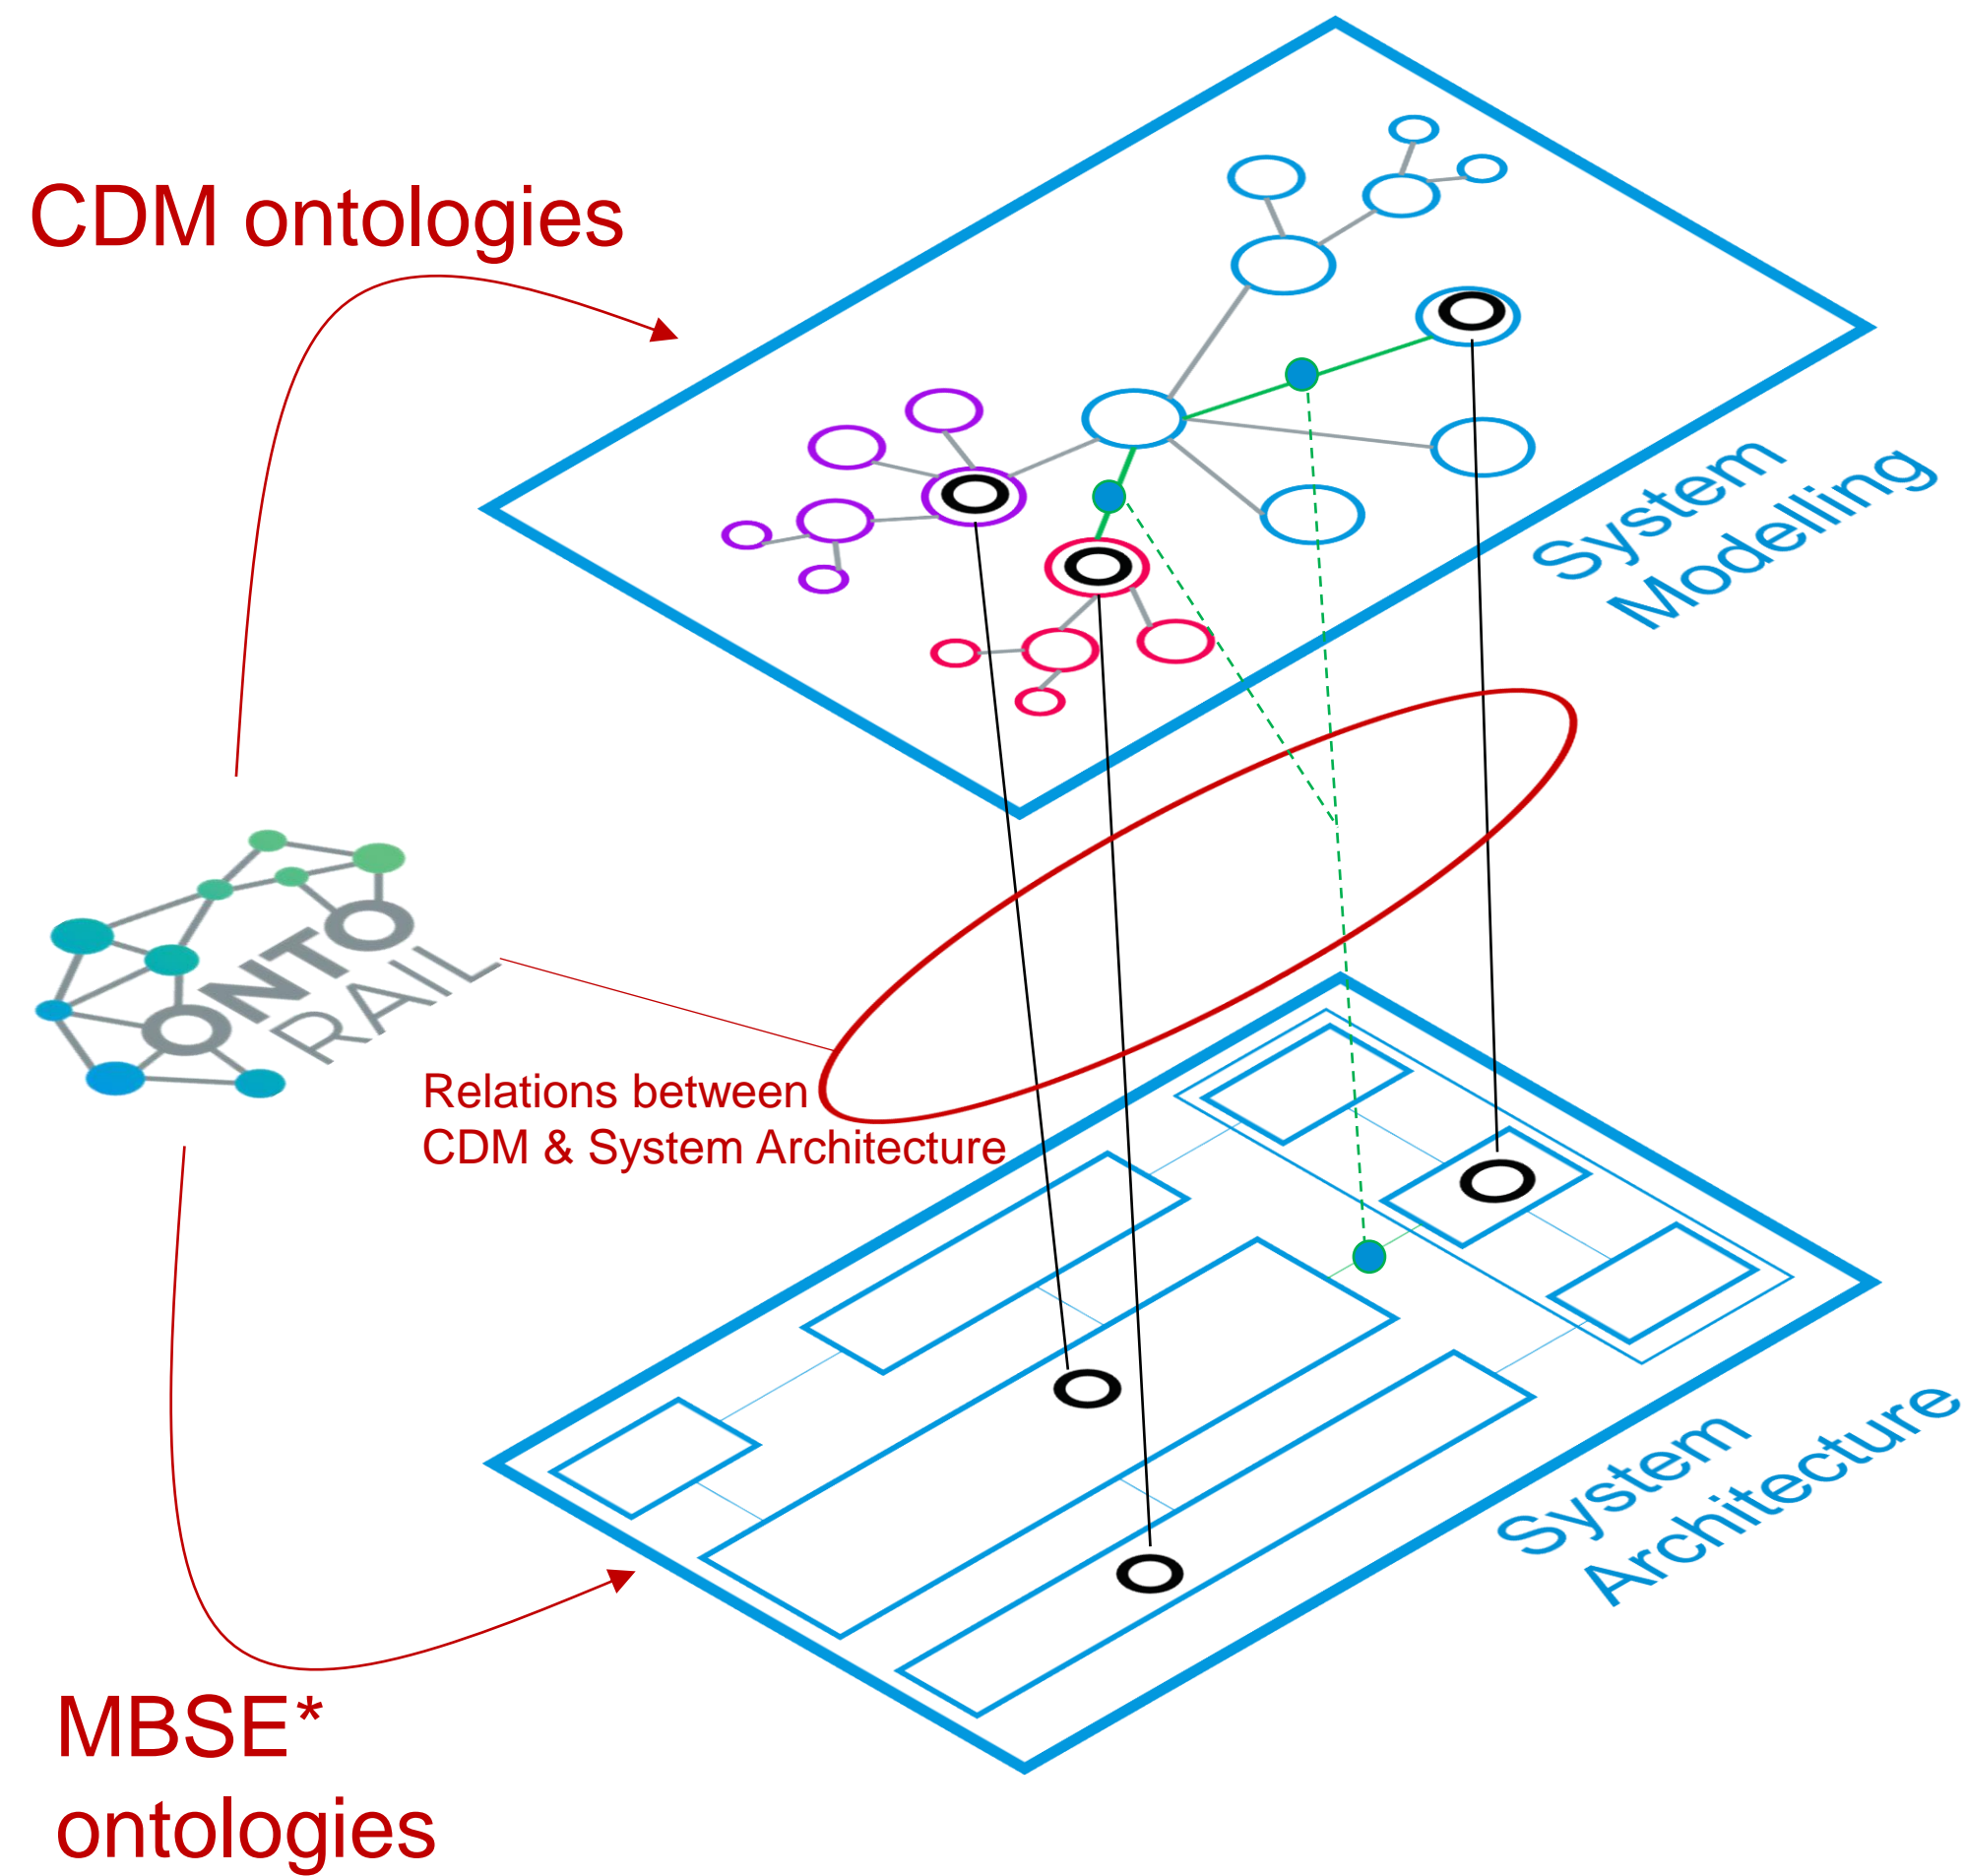 CDM ontologies
System
Modelling
ONTO
RAIL
Relations between
CDM & System Architecture
System
Architecture
MBSE*
ontologies